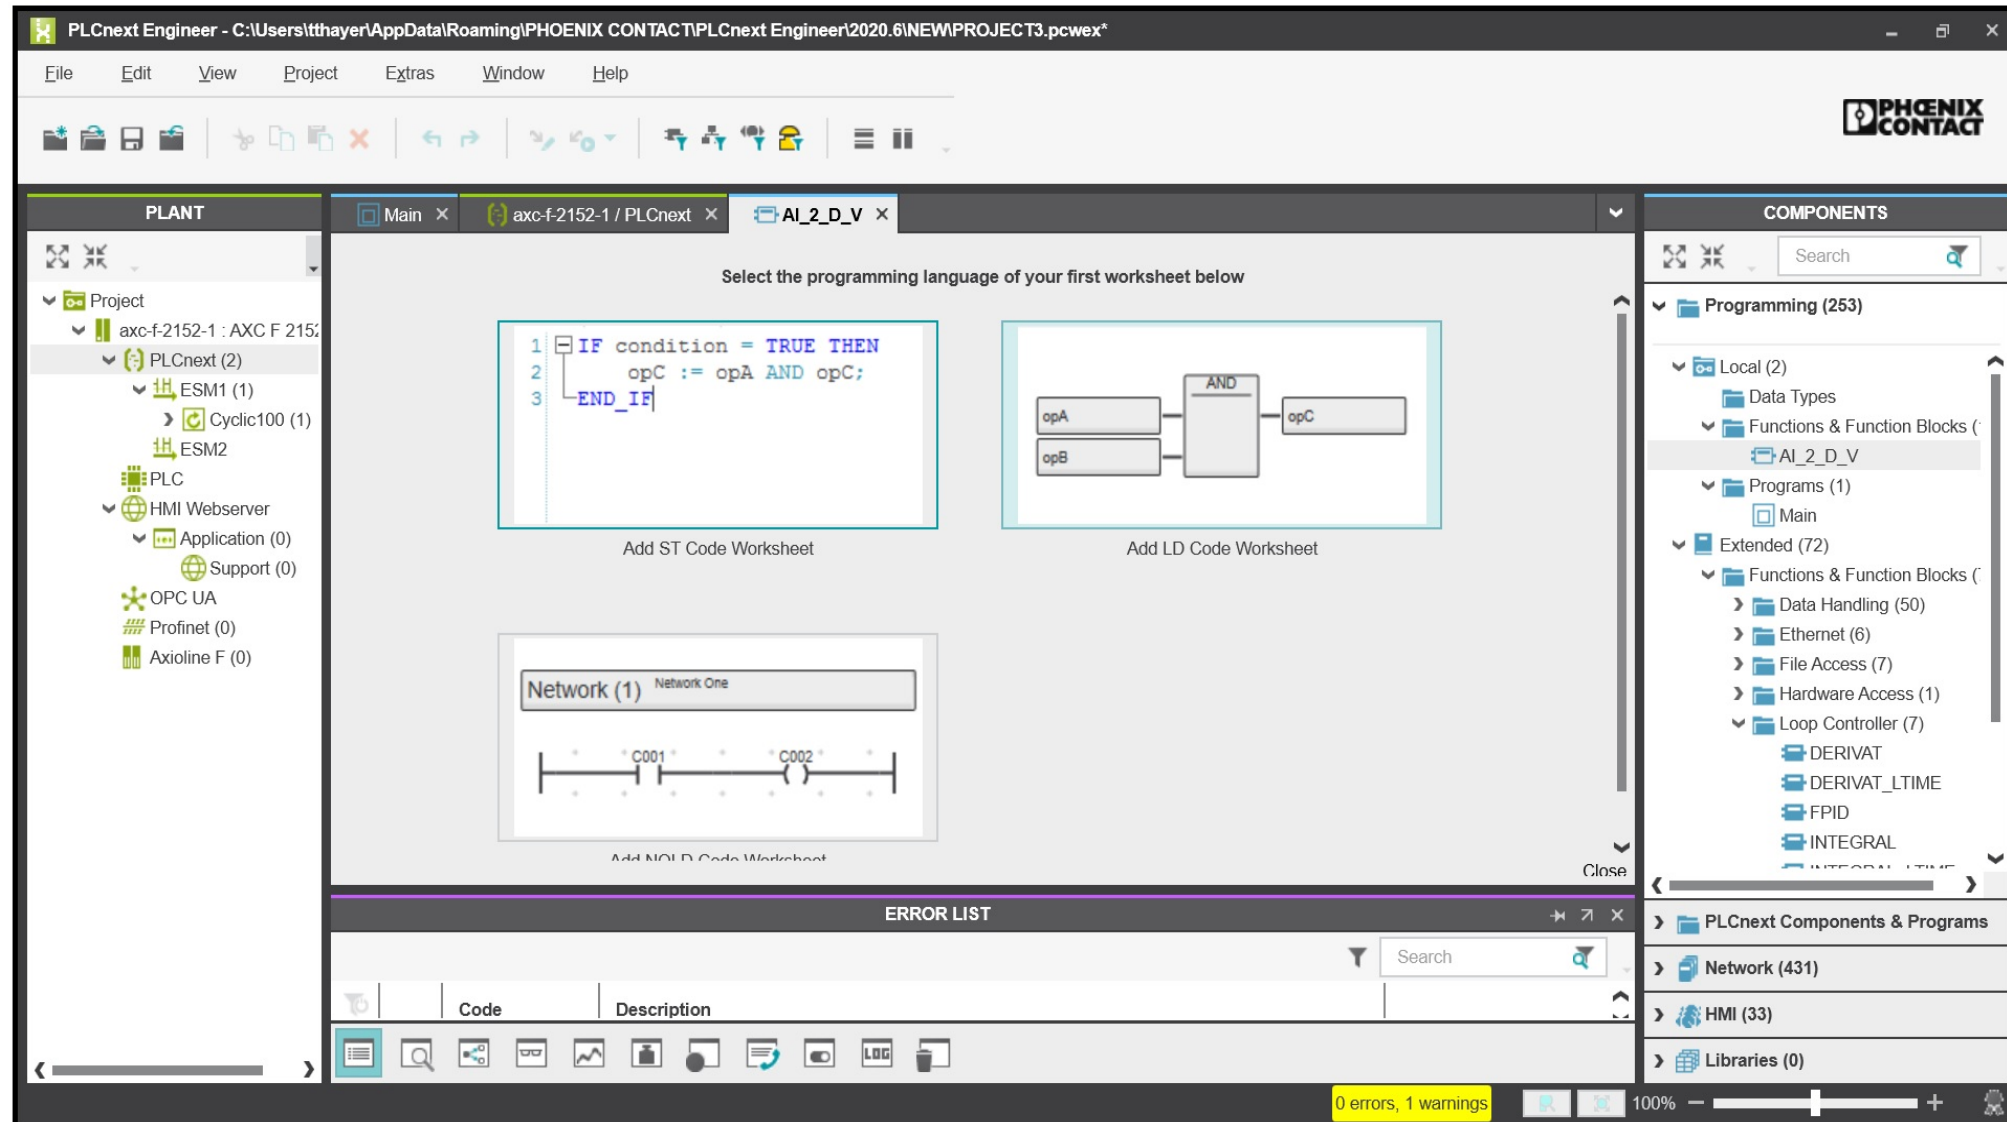 PLCnext Engineer - C:\Users\tthayer\AppData\Roaming\PHOENIX CONTACT\PLCnext Engineer\2020.6\NEW\PROJECT3.pcwex*
File Edit View Project Extras Window Help
PHŒNIX
CONTACT
PLANT
Project
axc-f-2152-1 : AXC F 2152
PLCnext (2)
ESM1 (1)
Cyclic100 (1)
ESM2
PLC
HMI Webserver
Application (0)
Support (0)
OPC UA
Profinet (0)
Axioline F (0)
Main axc-f-2152-1 / PLCnext AI_2_D_V
Select the programming language of your first worksheet below
1 IF condition = TRUE THEN
2 opC := opA AND opC;
3 END_IF
Add ST Code Worksheet
AND
opA opC
opB
Add LD Code Worksheet
Network (1) Network One
C001 C002
Add NOLD Code Worksheet
Close
ERROR LIST
Search
Code Description
LOG
COMPONENTS
Search
Programming (253)
Local (2)
Data Types
Functions & Function Blocks (
AI_2_D_V
Programs (1)
Main
Extended (72)
Functions & Function Blocks (
Data Handling (50)
Ethernet (6)
File Access (7)
Hardware Access (1)
Loop Controller (7)
DERIVAT
DERIVAT_LTIME
FPID
INTEGRAL
INTEGRAL_LTIME
PLCnext Components & Programs
Network (431)
HMI (33)
Libraries (0)
0 errors, 1 warnings 100%